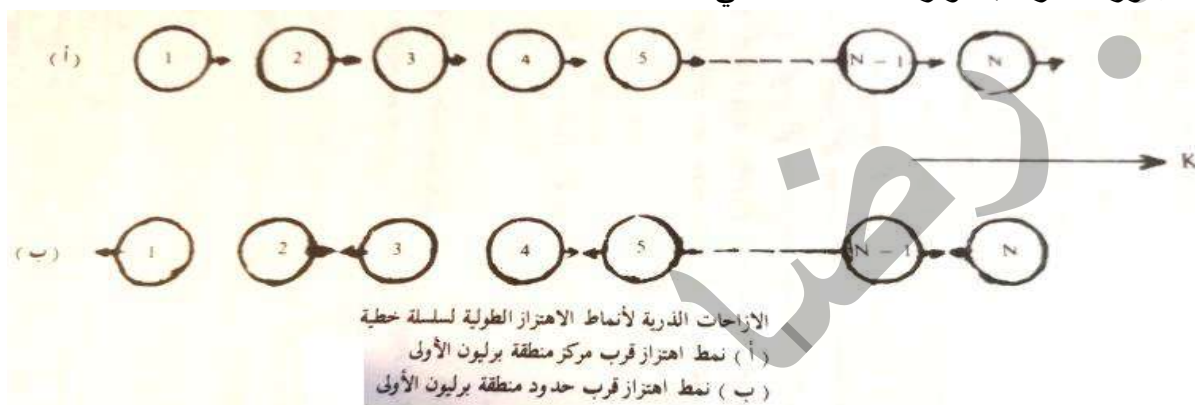 (أ) 1 2 3 4 5 N - 1 N
K
(ب) 1 2 3 4 5 N - 1 N
الازاحات الذرية لأنماط الاهتزاز الطولية لسلسلة خطية
(أ) نمط اهتزاز قرب مركز منطقة برليون الأولى
(ب) نمط اهتزاز قرب حدود منطقة برليون الأولى